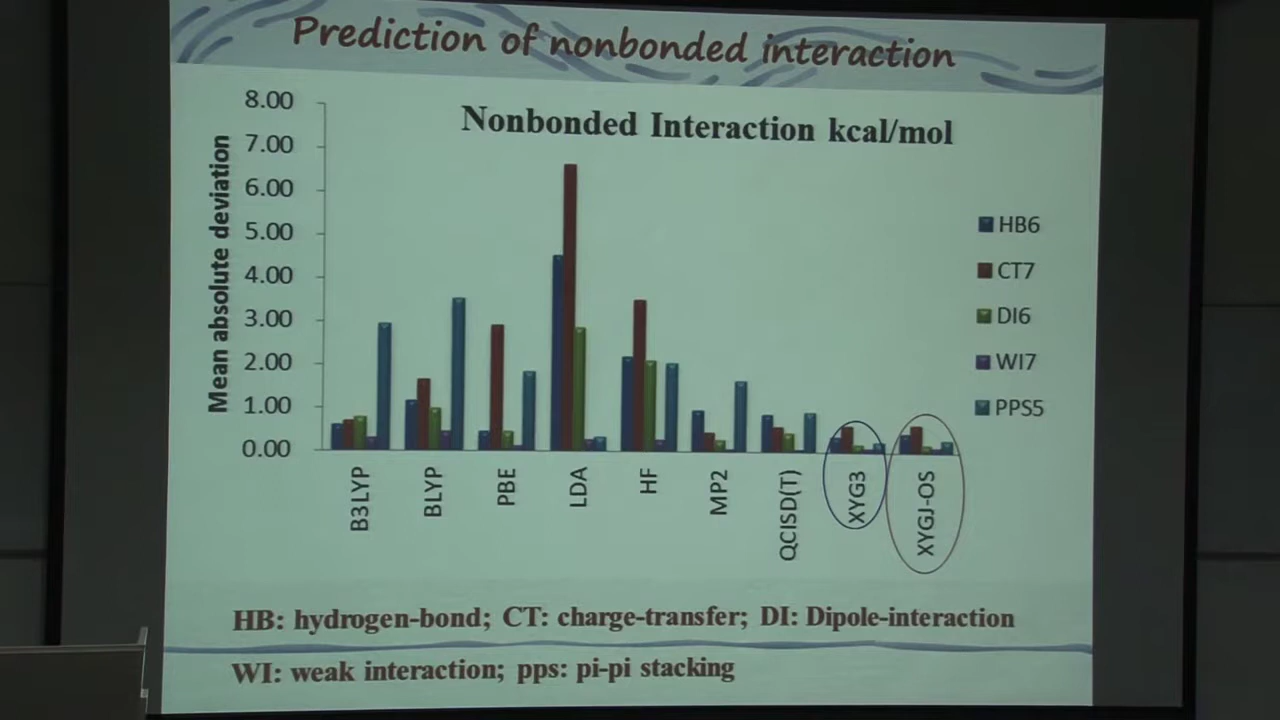 Prediction of nonbonded interaction
Nonbonded Interaction kcal/mol
Mean absolute deviation
8.00
7.00
6.00
5.00
4.00
3.00
2.00
1.00
0.00
HB6
CT7
DI6
WI7
PPS5
B3LYP
BLYP
PBE
LDA
HF
MP2
QCISD(T)
XYG3
XYGJ-OS
HB: hydrogen-bond; CT: charge-transfer; DI: Dipole-interaction
WI: weak interaction; pps: pi-pi stacking